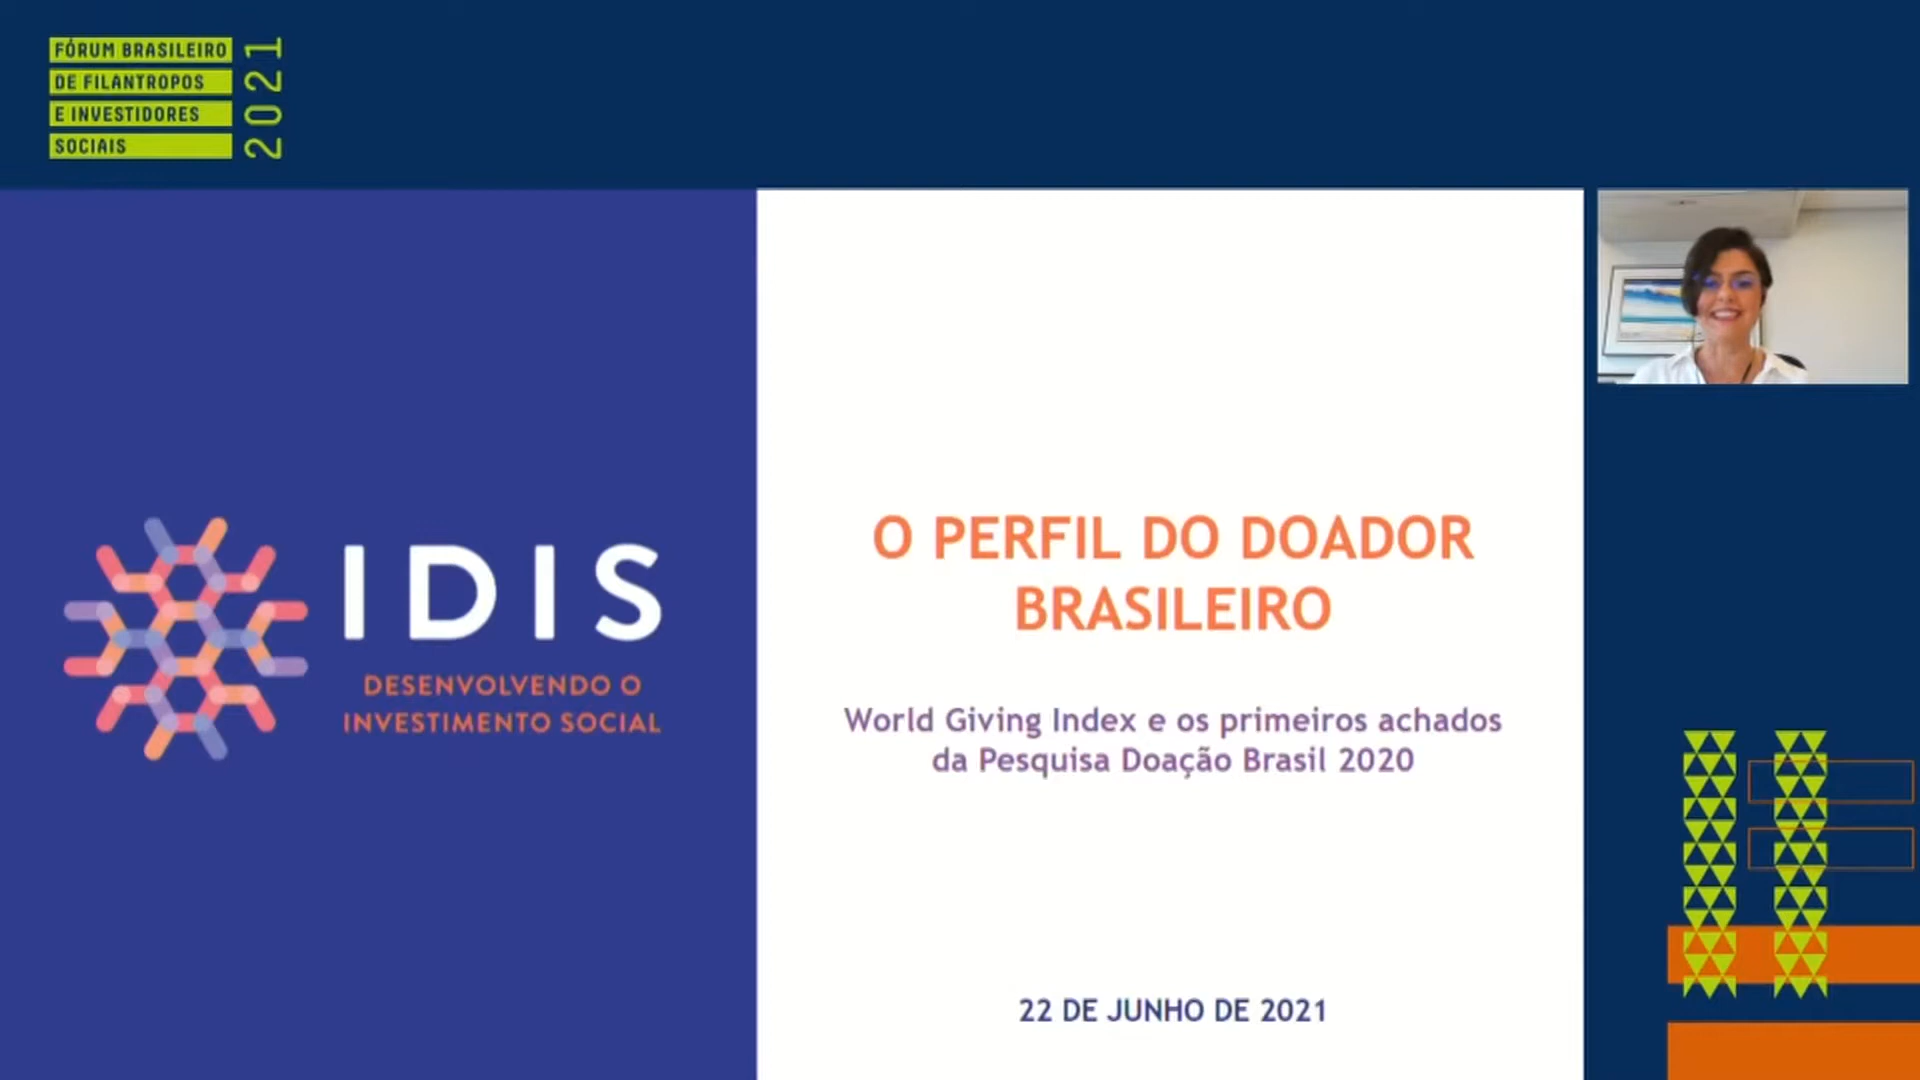 FÓRUM BRASILEIRO
DE FILANTROPOS
E INVESTIDORES
SOCIAIS
2021
IDIS
DESENVOLVENDO O
INVESTIMENTO SOCIAL
O PERFIL DO DOADOR
BRASILEIRO
World Giving Index e os primeiros achados
da Pesquisa Doação Brasil 2020
22 DE JUNHO DE 2021